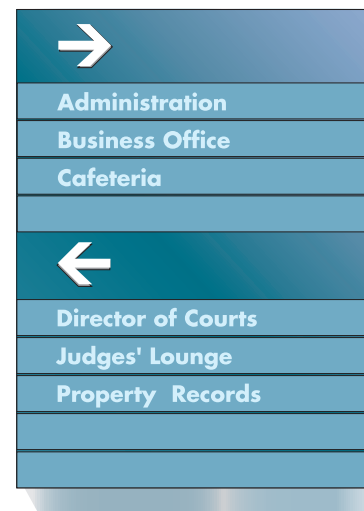 Administration
Business Office
Cafeteria
Director of Courts
Judges' Lounge
Property Records